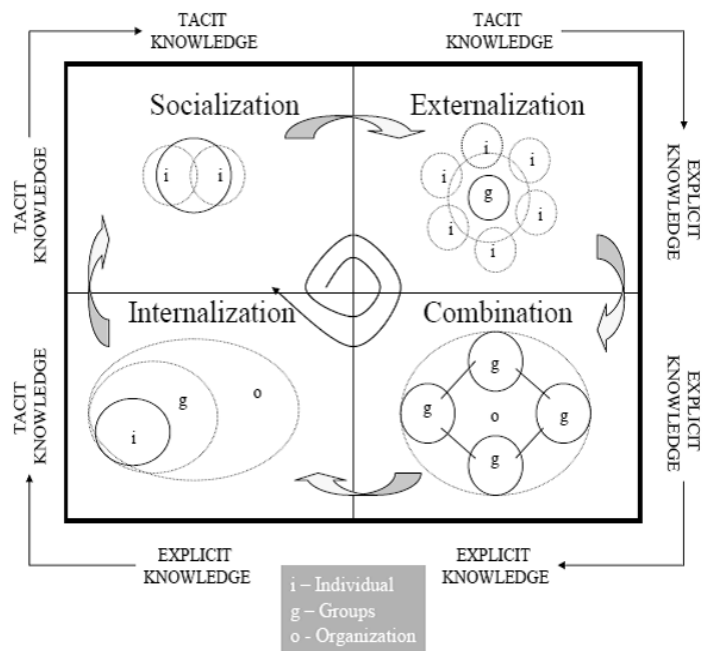 TACIT
KNOWLEDGE
TACIT
KNOWLEDGE
Socialization
Externalization
i
i
i
i
i
g
i
i
i
TACIT
KNOWLEDGE
EXPLICIT
KNOWLEDGE
Internalization
Combination
g
o
i
g
g
o
g
g
TACIT
KNOWLEDGE
EXPLICIT
KNOWLEDGE
EXPLICIT
KNOWLEDGE
EXPLICIT
KNOWLEDGE
i – Individual
g – Groups
o - Organization